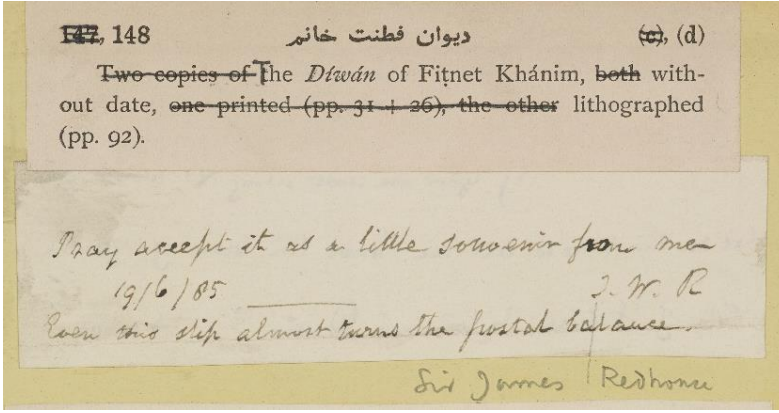 147, 148 ديوان فطنت خانم (c), (d)
Two copies of The Díwán of Fiṭnet Khánim, both with-
out date, one printed (pp. 31 + 26), the other lithographed
(pp. 92).
Pray accept it as a little souvenir from me
19/6/85 J. W. R
Even this slip almost turns the postal balance.
Sir James Redhouse